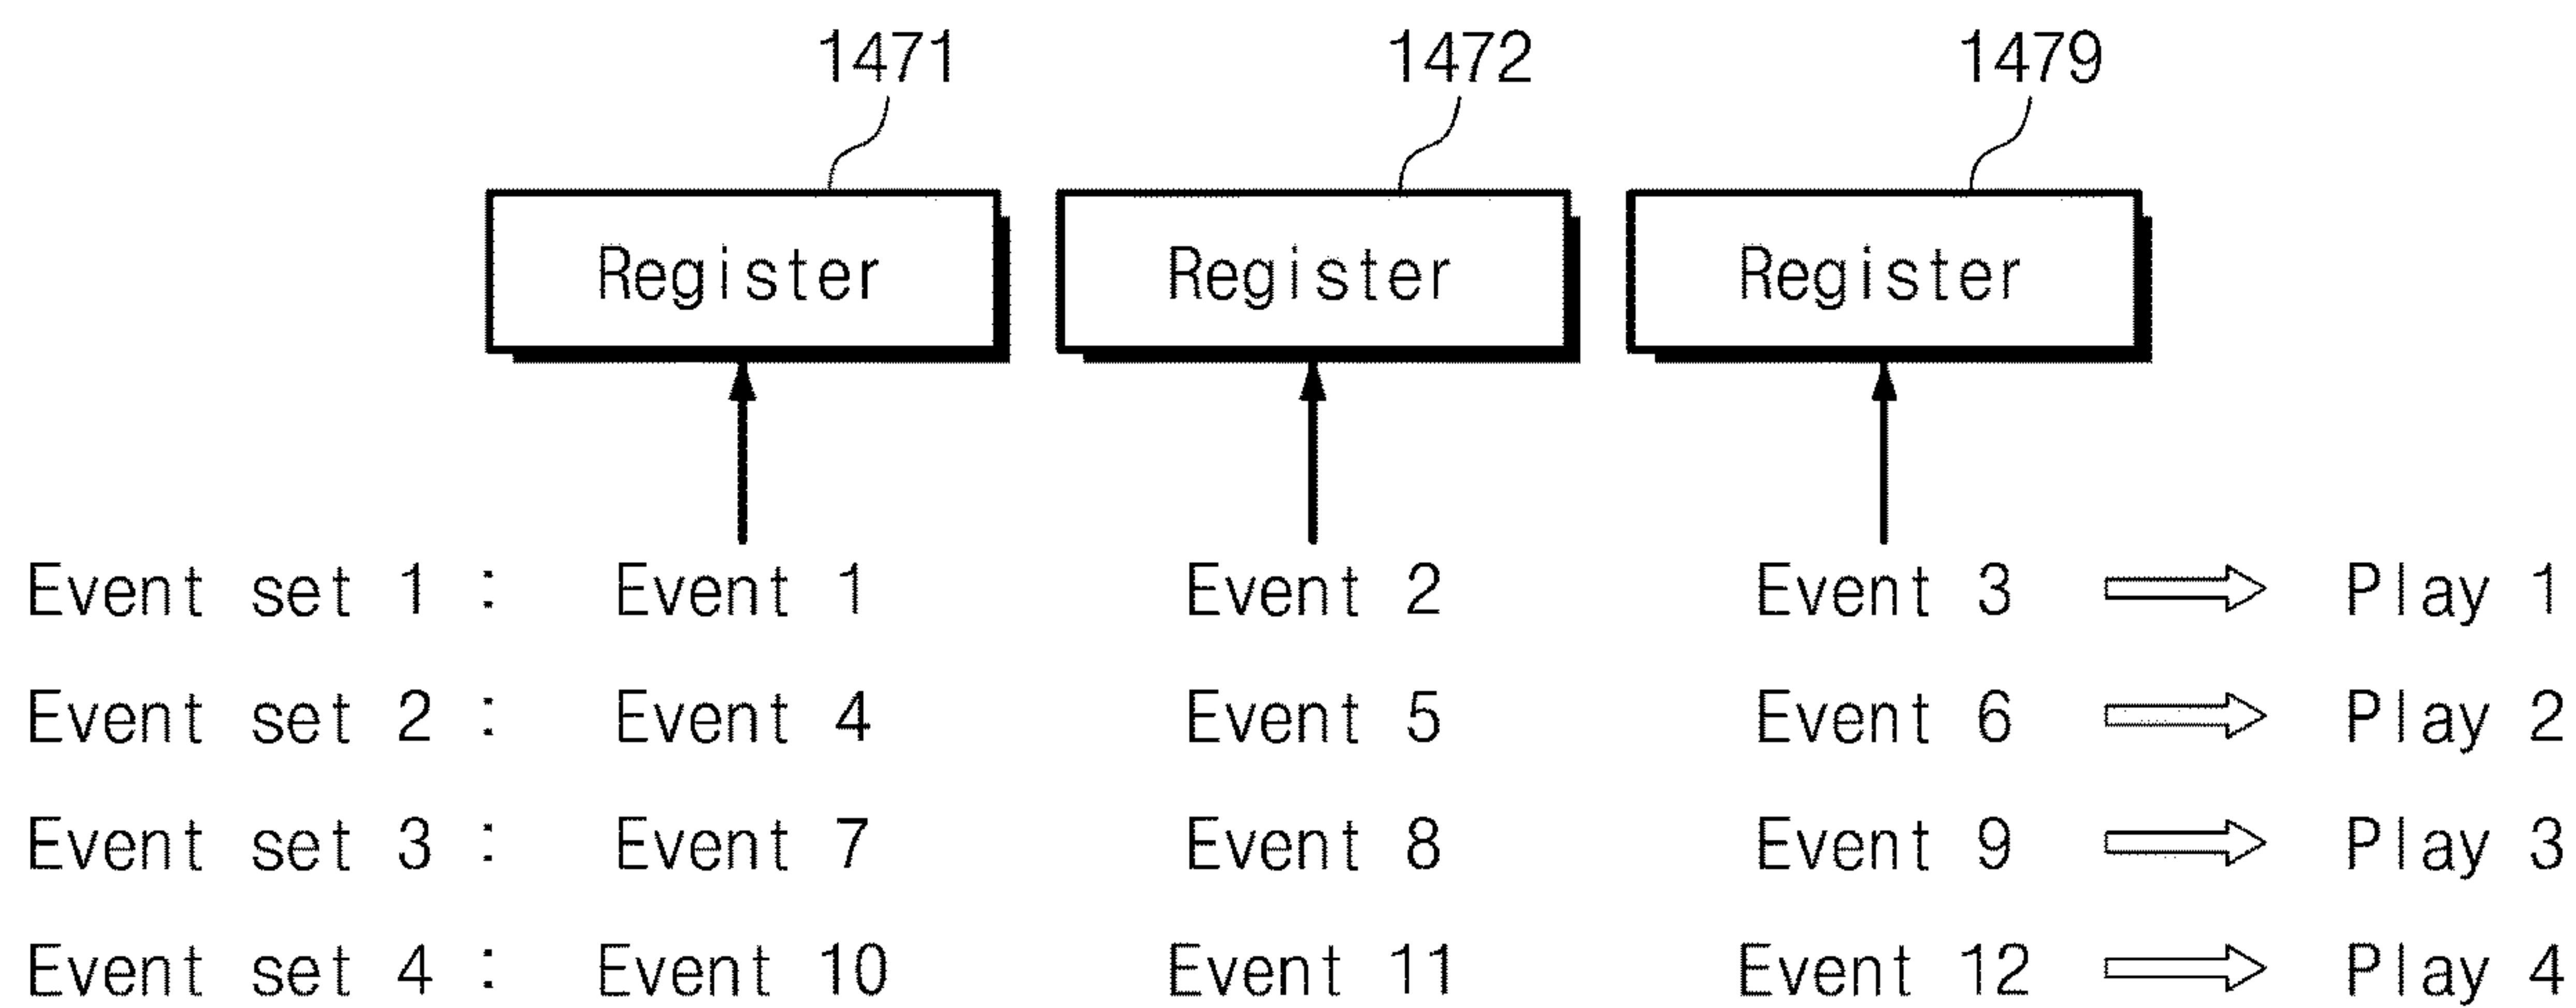 1471 1472 1479
Register Register Register
Event set 1 : Event 1 Event 2 Event 3 Play 1
Event set 2 : Event 4 Event 5 Event 6 Play 2
Event set 3 : Event 7 Event 8 Event 9 Play 3
Event set 4 : Event 10 Event 11 Event 12 Play 4